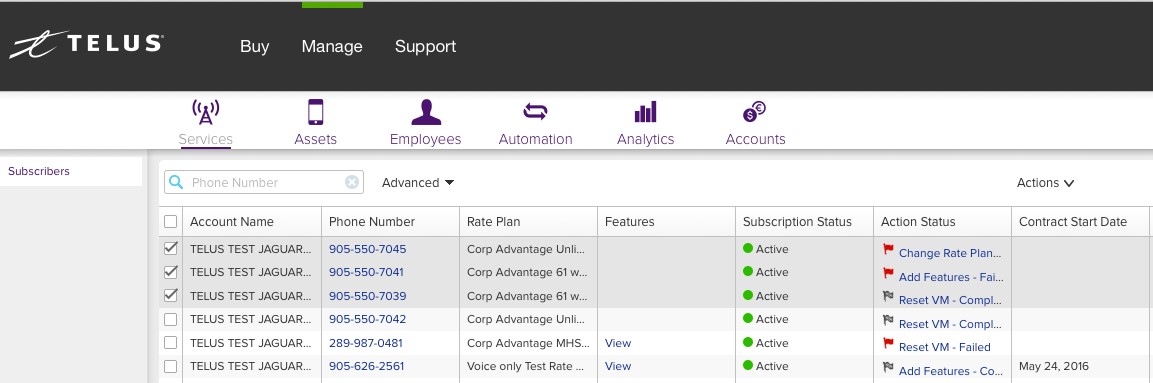 TELUS
Buy Manage Support
Services Assets Employees Automation Analytics Accounts
Subscribers
Phone Number Advanced Actions
Account Name Phone Number Rate Plan Features Subscription Status Action Status Contract Start Date
TELUS TEST JAGUAR... 905-550-7045 Corp Advantage Unli... Active Change Rate Plan...
TELUS TEST JAGUAR... 905-550-7041 Corp Advantage 61 w... Active Add Features - Fai...
TELUS TEST JAGUAR... 905-550-7039 Corp Advantage 61 w... Active Reset VM - Compl...
TELUS TEST JAGUAR... 905-550-7042 Corp Advantage Unli... Active Reset VM - Compl...
TELUS TEST JAGUAR... 289-987-0481 Corp Advantage MHS... View Active Reset VM - Failed
TELUS TEST JAGUAR... 905-626-2561 Voice only Test Rate ... View Active Add Features - Co... May 24, 2016